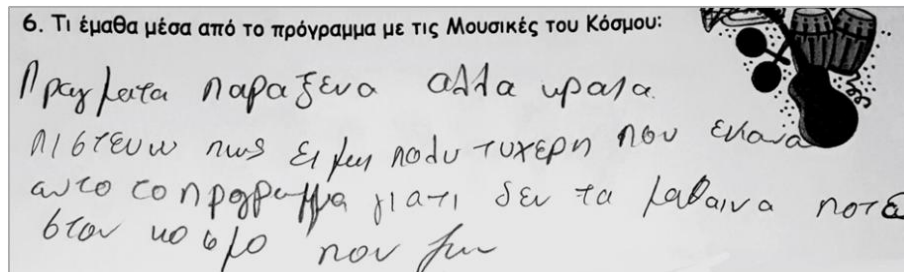 6. Τι έμαθα μέσα από το πρόγραμμα με τις Μουσικές του Κόσμου:
Πραγματα παραξενα αλλα
πιστευω πως ειμαι πολυ τυχερη που εκανα
αυτο το προγραμμα γιατι δεν τα μαθαινα ποτε
στον κοσμο που ζω